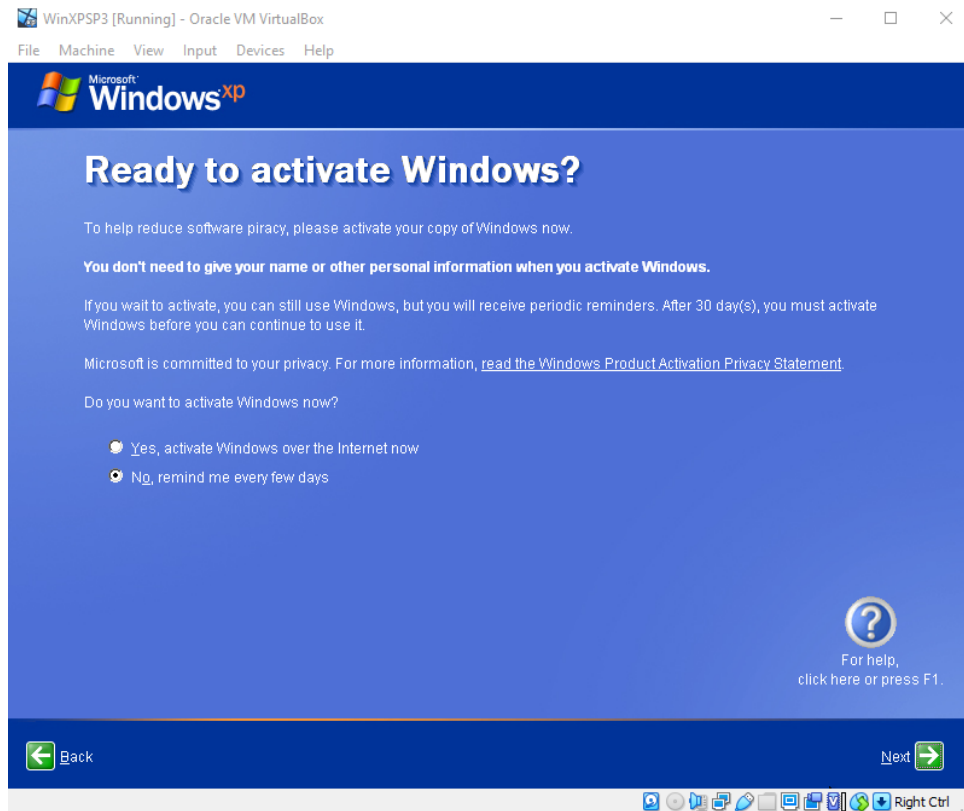 WinXPSP3 [Running] - Oracle VM VirtualBox
File Machine View Input Devices Help
Microsoft
Windows xp
Ready to activate Windows?
To help reduce software piracy, please activate your copy of Windows now.
You don't need to give your name or other personal information when you activate Windows.
If you wait to activate, you can still use Windows, but you will receive periodic reminders. After 30 day(s), you must activate
Windows before you can continue to use it.
Microsoft is committed to your privacy. For more information, read the Windows Product Activation Privacy Statement.
Do you want to activate Windows now?
Yes, activate Windows over the Internet now
No, remind me every few days
For help,
click here or press F1.
Back
Next
Right Ctrl